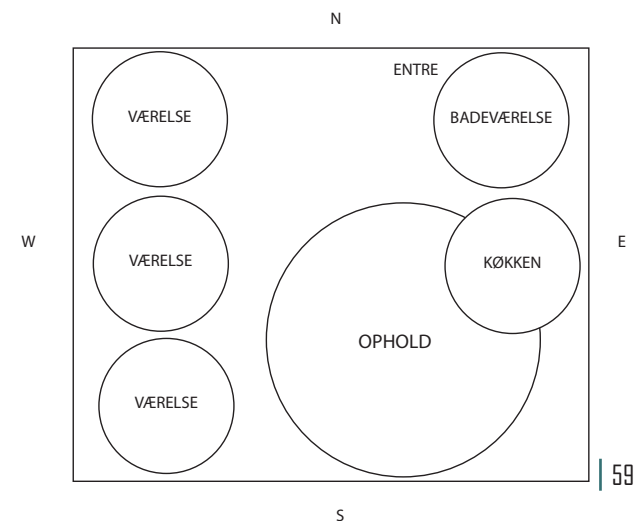 N
ENTRE
VÆRELSE
BADEVÆRELSE
W
VÆRELSE
KØKKEN
E
OPHOLD
VÆRELSE
59
S